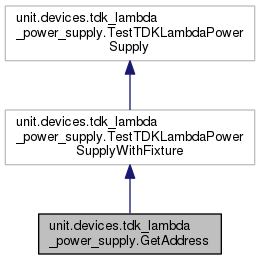 unit.devices.tdk_lambda
_power_supply.TestTDKLambdaPower
Supply
unit.devices.tdk_lambda
_power_supply.TestTDKLambdaPower
SupplyWithFixture
unit.devices.tdk_lambda
_power_supply.GetAddress